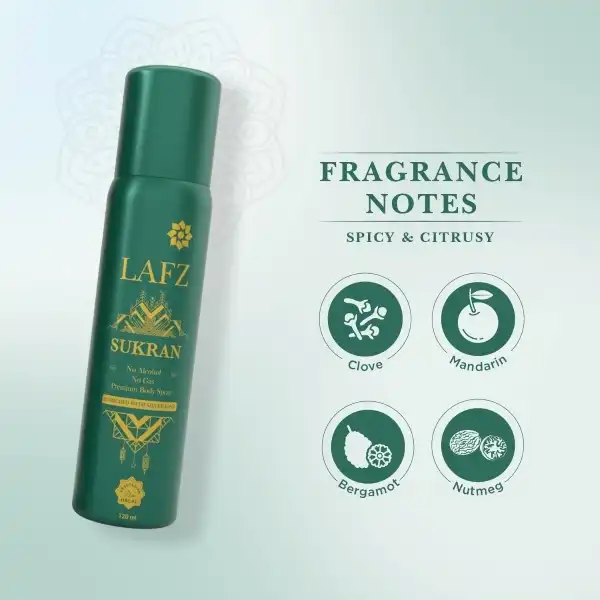 LAFZ
SUKRAN
No Alcohol
No Gas
Premium Body Spray
HALAL
120 ml
FRAGRANCE
NOTES
SPICY & CITRUSY
Clove
Mandarin
Bergamot
Nutmeg